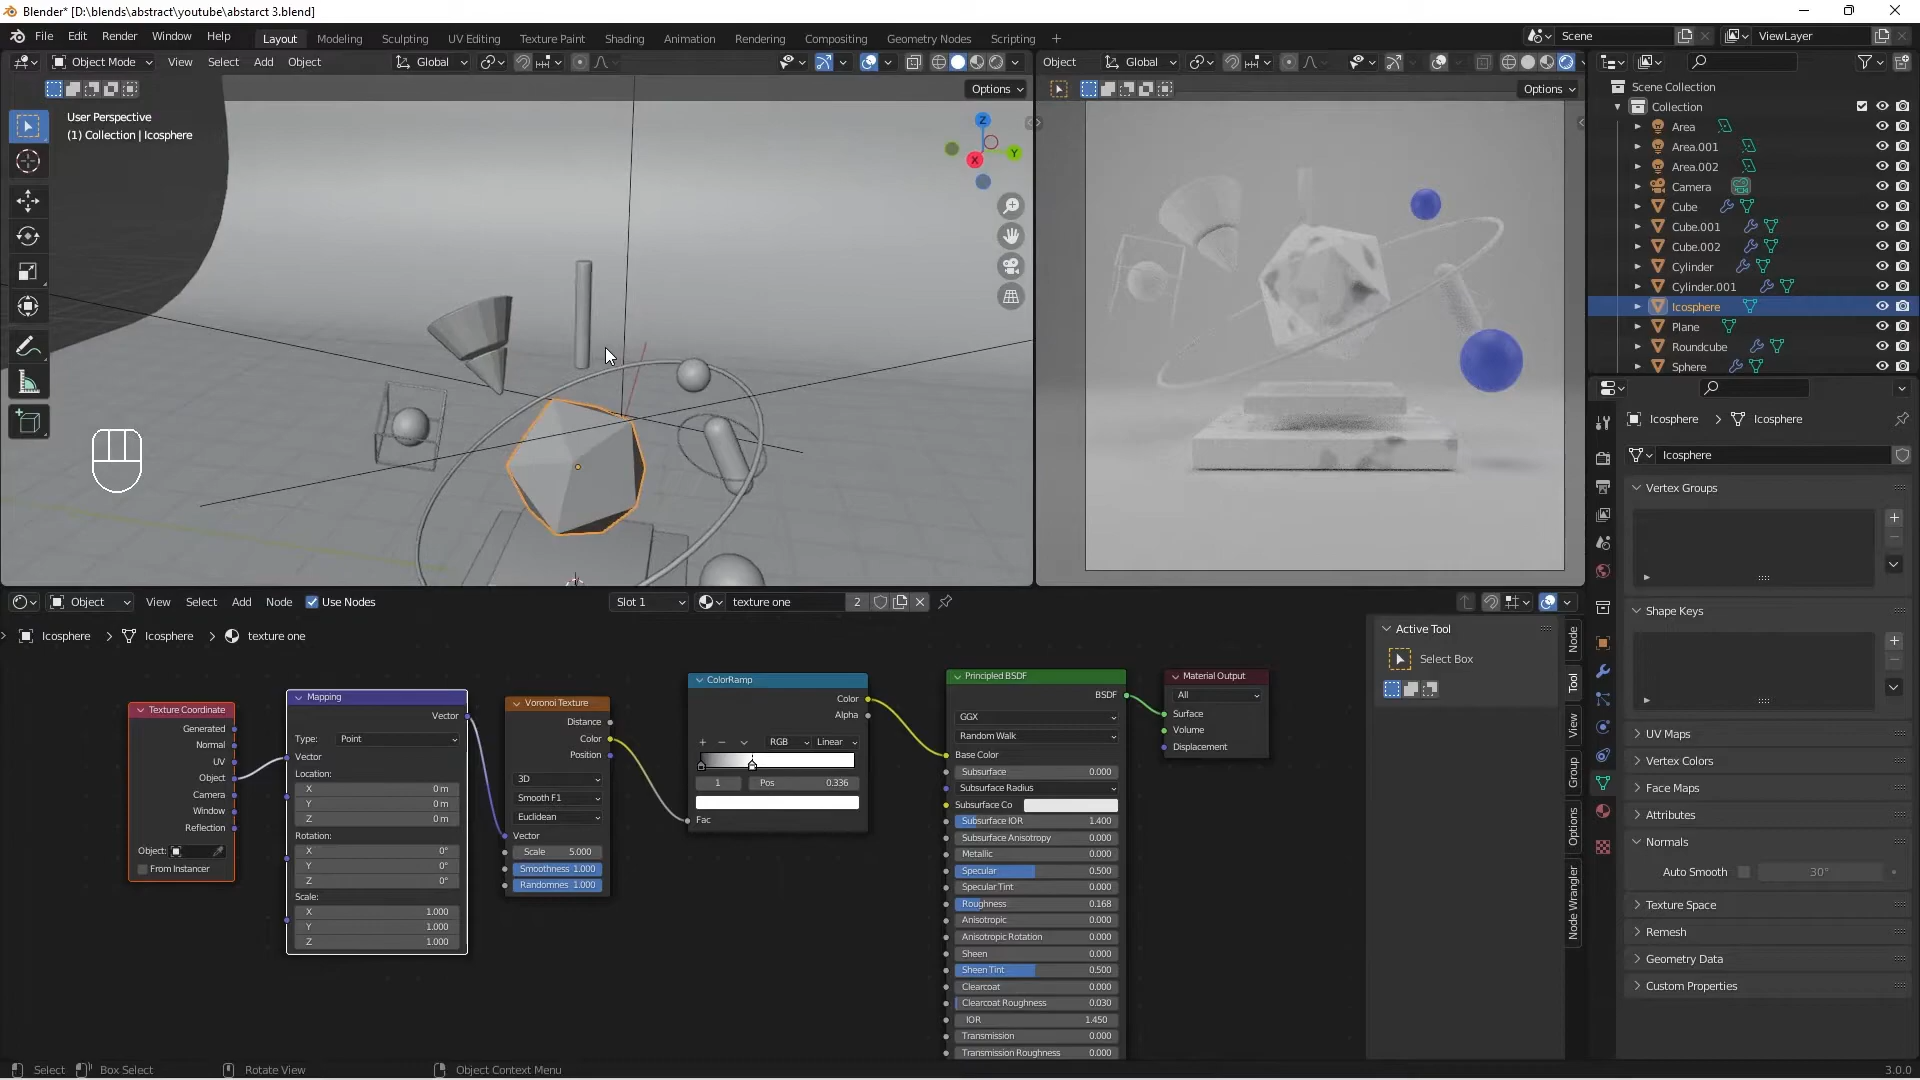 Blender* [D:\blends\abstract\youtube\abstarct 3.blend]
File Edit Render Window Help
Layout Modeling Sculpting UV Editing Texture Paint Shading Animation Rendering Compositing Geometry Nodes Scripting +
Scene
ViewLayer
Object Mode View Select Add Object Global
Object Global
Options
Options
User Perspective
(1) Collection | Icosphere
Z
Y
X
Scene Collection
Collection
Area
Area.001
Area.002
Camera
Cube
Cube.001
Cube.002
Cylinder
Cylinder.001
Icosphere
Plane
Roundcube
Sphere
Icosphere > Icosphere
Icosphere
Vertex Groups
Shape Keys
UV Maps
Vertex Colors
Face Maps
Attributes
Normals
Auto Smooth 30°
Texture Space
Remesh
Geometry Data
Custom Properties
Object View Select Add Node Use Nodes Slot 1 texture one 2
Icosphere > Icosphere > texture one
Texture Coordinate
Generated
Normal
UV
Object
Camera
Window
Reflection
Object:
From Instancer
Mapping
Vector
Type: Point
Vector
Location:
X 0 m
Y 0 m
Z 0 m
Rotation:
X 0°
Y 0°
Z 0°
Scale:
X 1.000
Y 1.000
Z 1.000
Voronoi Texture
Distance
Color
Position
3D
Smooth F1
Euclidean
Vector
Scale 5.000
Smoothness 1.000
Randomnes 1.000
ColorRamp
Color
Alpha
RGB Linear
1 Pos 0.336
Fac
Principled BSDF
BSDF
GGX
Random Walk
Base Color
Subsurface 0.000
Subsurface Radius
Subsurface Co
Subsurface IOR 1.400
Subsurface Anisotropy 0.000
Metallic 0.000
Specular 0.500
Specular Tint 0.000
Roughness 0.168
Anisotropic 0.000
Anisotropic Rotation 0.000
Sheen 0.000
Sheen Tint 0.500
Clearcoat 0.000
Clearcoat Roughness 0.030
IOR 1.450
Transmission 0.000
Transmission Roughness 0.000
Material Output
All
Surface
Volume
Displacement
Active Tool
Select Box
Node
Tool
View
Group
Options
Node Wrangler
Select Box Select Rotate View Object Context Menu 3.0.0